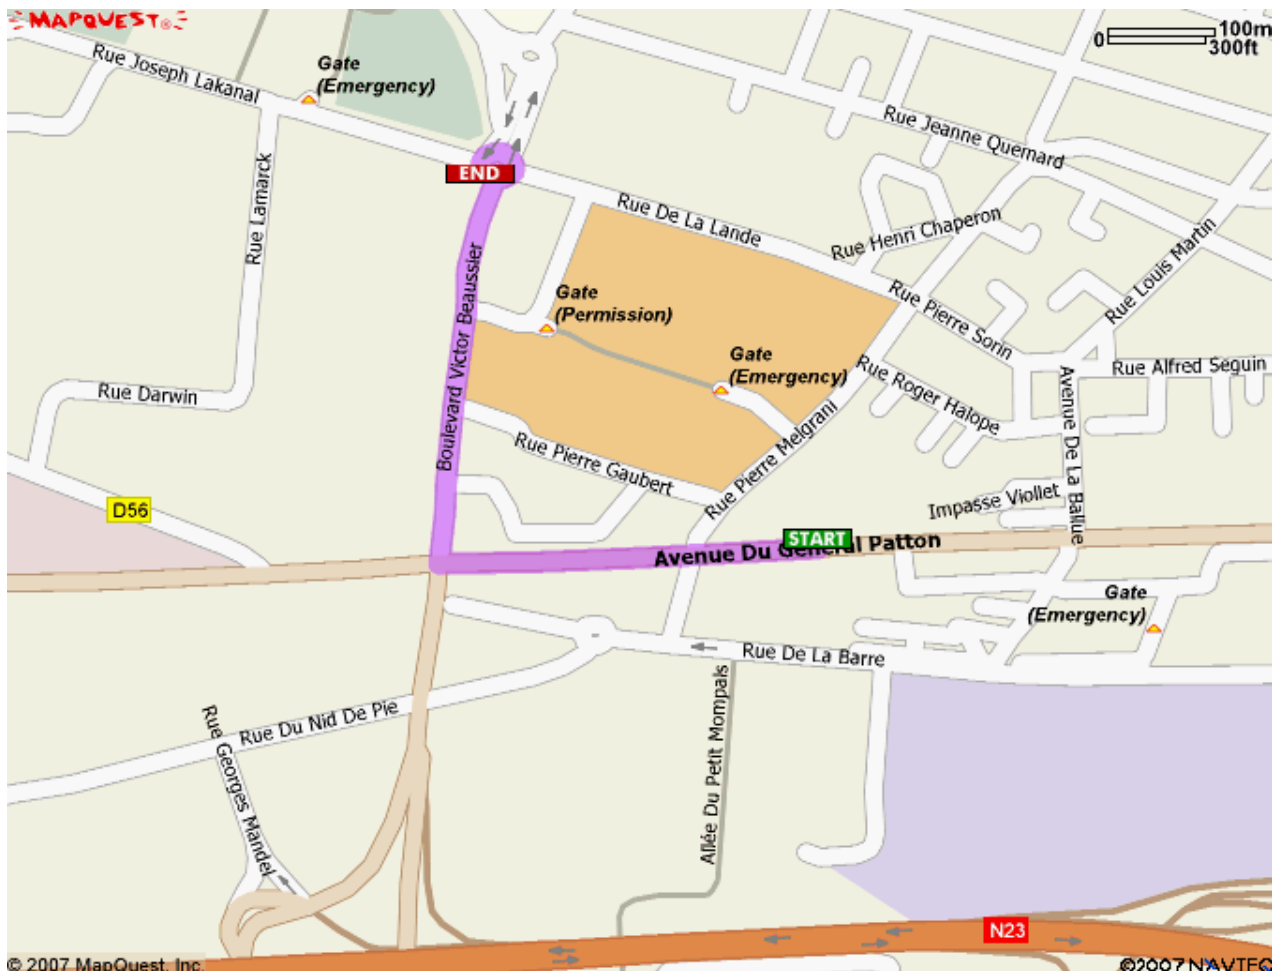 MAPQUEST®
100m
0
300ft
Rue Joseph Lakanal
Gate
(Emergency)
Rue Jeanne Quernard
Rue Lamarck
END
Rue De La Lande
Rue Henri Chaperon
Rue Louis Martin
Boulevard Victor Beaussier
Gate
(Permission)
Rue Pierre Sorin
Gate
(Emergency)
Rue Darwin
Rue Roger Halope
Rue Alfred Seguin
Avenue De La Ballue
Rue Pierre Melgrani
Rue Pierre Gaubert
Impasse Viollet
D56
START
Avenue Du General Patton
Gate
(Emergency)
Rue De La Barre
Allée Du Petit Mompals
Rue Du Nid De Pie
Rue Georges Mandel
N23
© 2007 MapQuest, Inc.
©2007 NAVTEQ